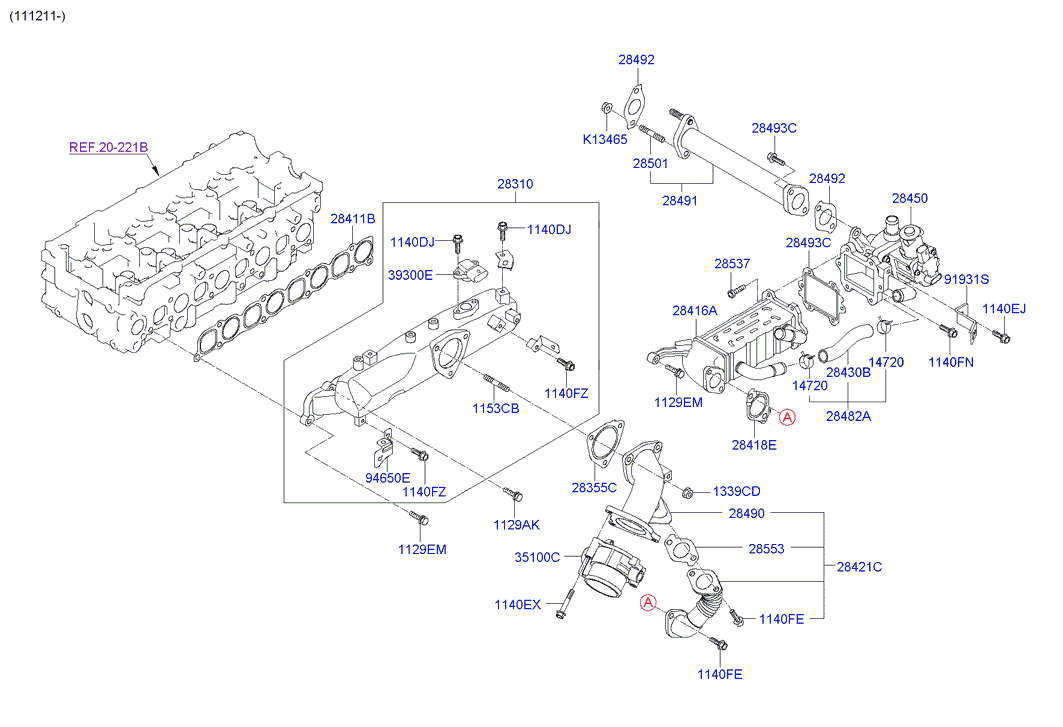 (111211-)
28492
K13465
28501
28491
28493C
28492
28450
REF.20-221B
28310
28411B
1140DJ
1140DJ
39300E
28493C
28537
91931S
28416A
1140EJ
1140FN
14720
28430B
14720
1129EM
28482A
A
28418E
1140FZ
1153CB
94650E
1140FZ
28355C
1339CD
1129AK
28490
1129EM
35100C
28553
28421C
1140EX
A
1140FE
1140FE